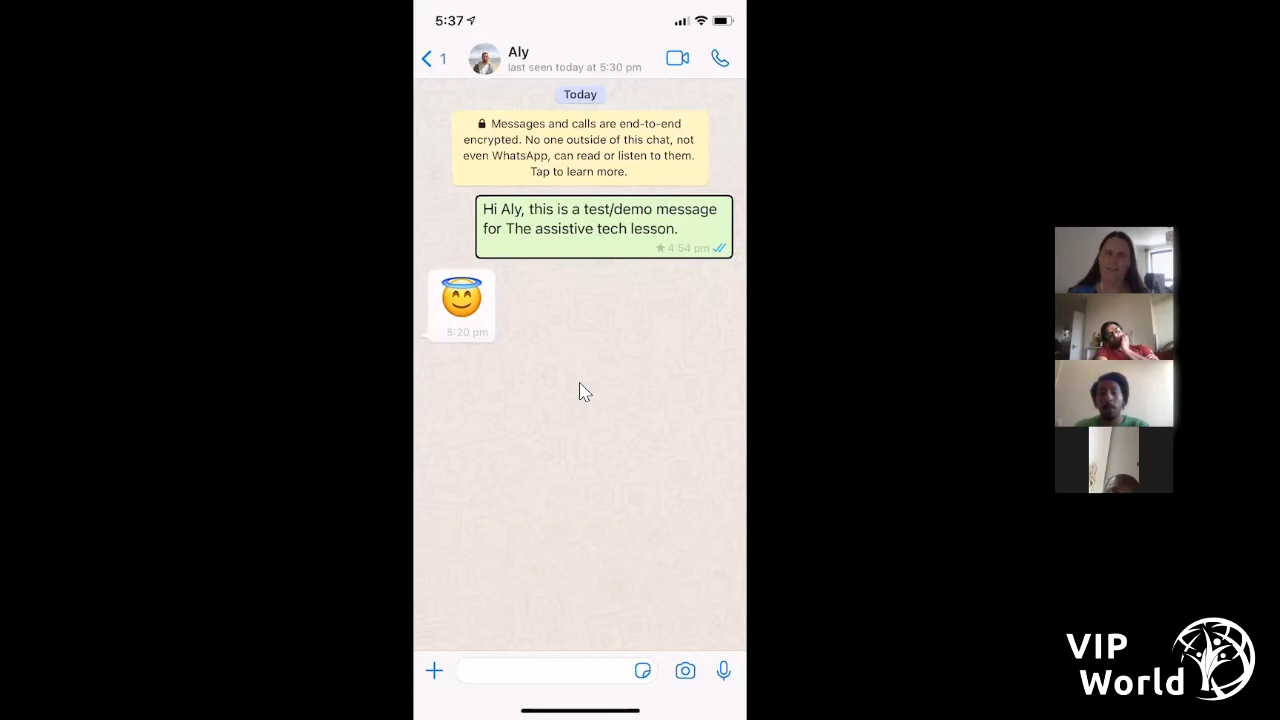 5:37
1
Aly
last seen today at 5:30 pm
Today
Messages and calls are end-to-end
encrypted. No one outside of this chat, not
even WhatsApp, can read or listen to them.
Tap to learn more.
Hi Aly, this is a test/demo message
for The assistive tech lesson.
4:54 pm
5:20 pm
VIP
World